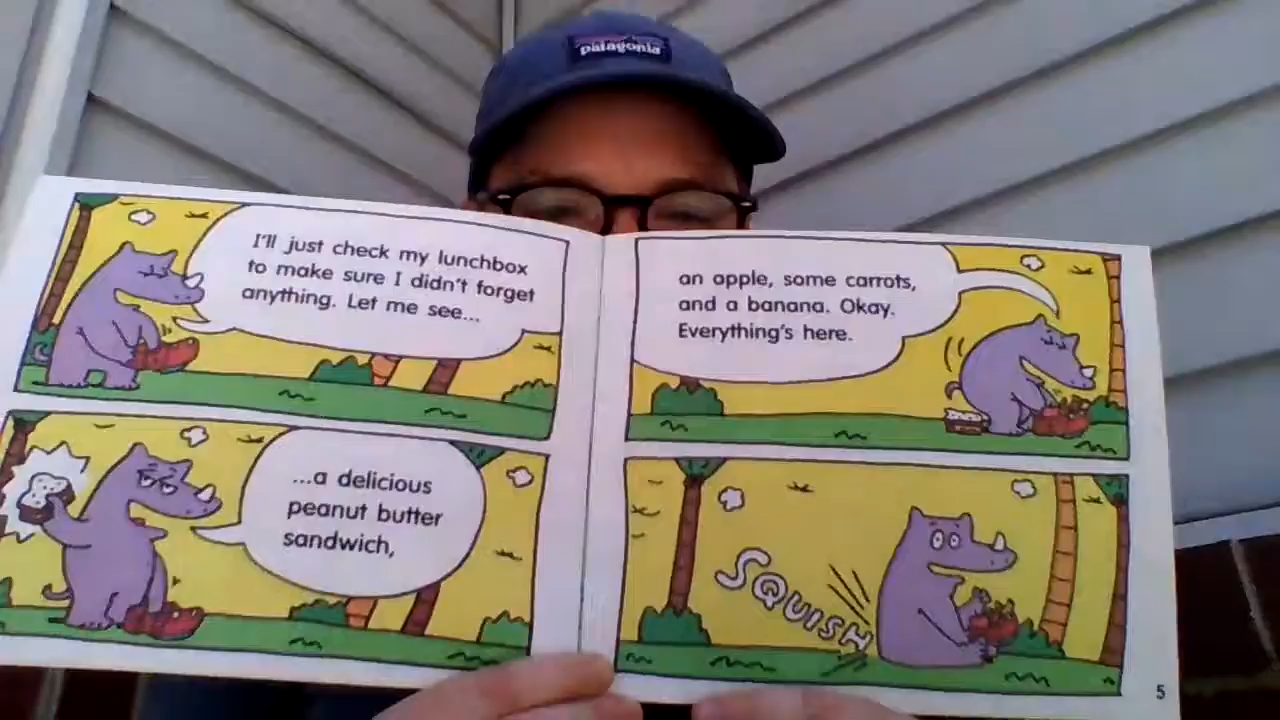 patagonia
I'll just check my lunchbox
to make sure I didn't forget
anything. Let me see...
...a delicious
peanut butter
sandwich,
an apple, some carrots,
and a banana. Okay.
Everything's here.
SQUISH
5